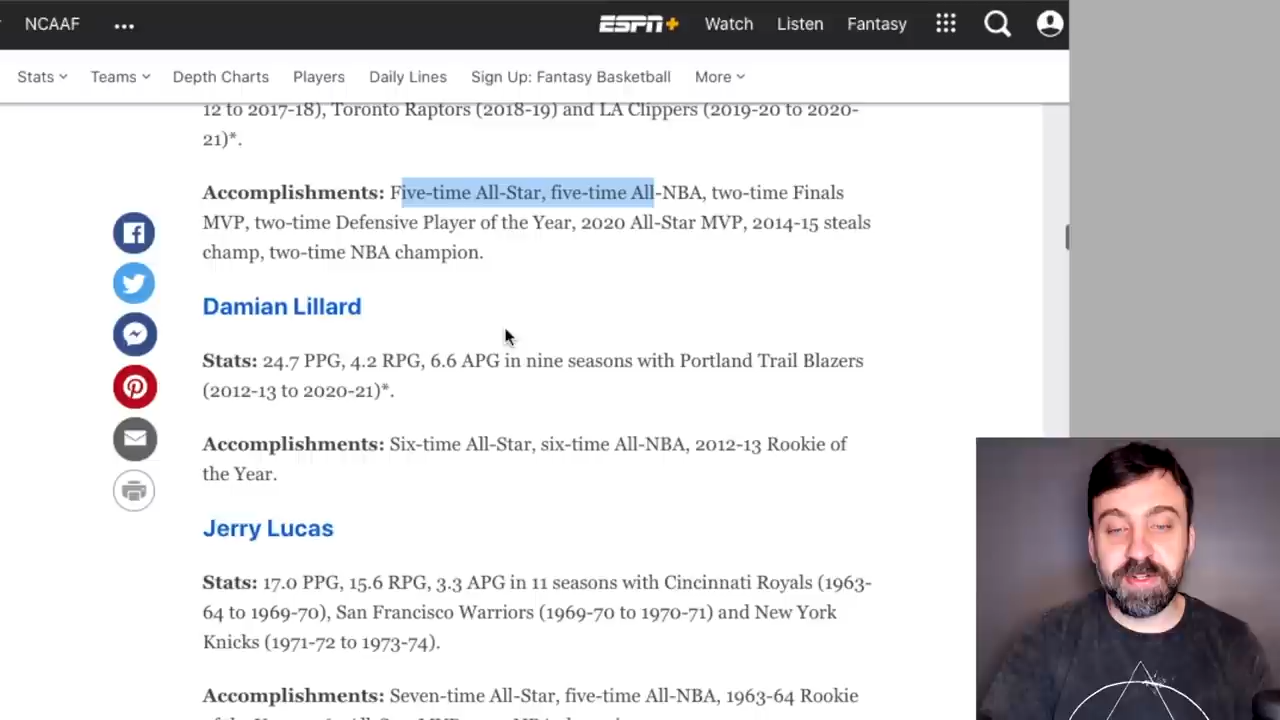 NCAAF
ESPN+
Watch
Listen
Fantasy
Stats
Teams
Depth Charts
Players
Daily Lines
Sign Up: Fantasy Basketball
More
12 to 2017-18), Toronto Raptors (2018-19) and LA Clippers (2019-20 to 2020-
21)*.
Accomplishments: Five-time All-Star, five-time All-NBA, two-time Finals
MVP, two-time Defensive Player of the Year, 2020 All-Star MVP, 2014-15 steals
champ, two-time NBA champion.
Damian Lillard
Stats: 24.7 PPG, 4.2 RPG, 6.6 APG in nine seasons with Portland Trail Blazers
(2012-13 to 2020-21)*.
Accomplishments: Six-time All-Star, six-time All-NBA, 2012-13 Rookie of
the Year.
Jerry Lucas
Stats: 17.0 PPG, 15.6 RPG, 3.3 APG in 11 seasons with Cincinnati Royals (1963-
64 to 1969-70), San Francisco Warriors (1969-70 to 1970-71) and New York
Knicks (1971-72 to 1973-74).
Accomplishments: Seven-time All-Star, five-time All-NBA, 1963-64 Rookie